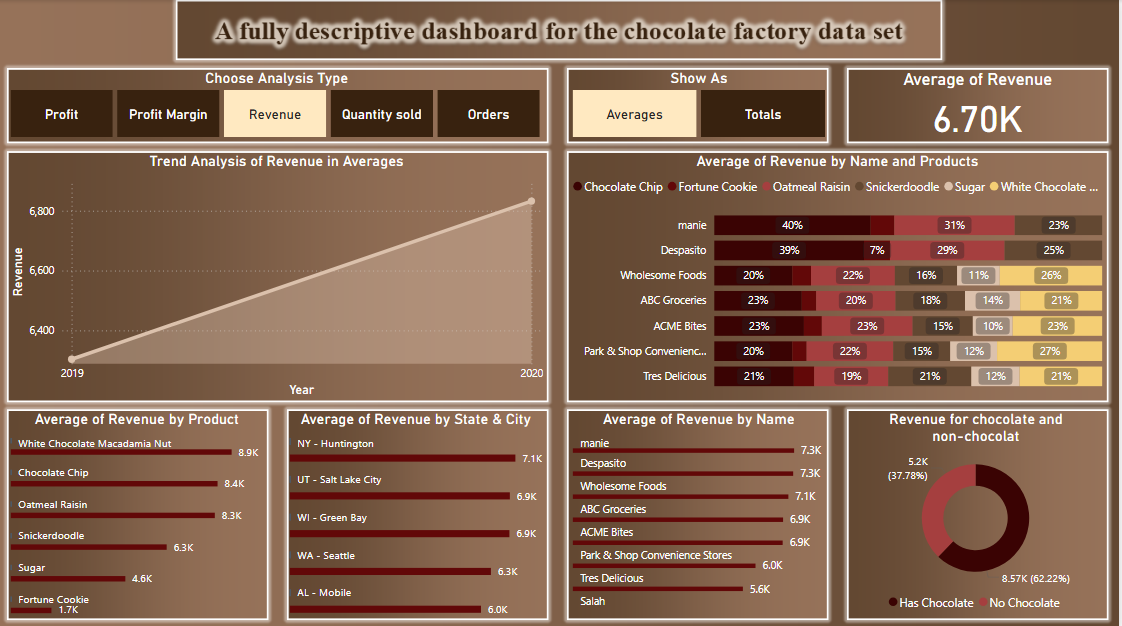 A fully descriptive dashboard for the chocolate factory data set
Choose Analysis Type
Profit
Profit Margin
Revenue
Quantity sold
Orders
Show As
Averages
Totals
Average of Revenue
6.70K
Trend Analysis of Revenue in Averages
6,800
6,600
6,400
Revenue
2019
2020
Year
Average of Revenue by Name and Products
Chocolate Chip Fortune Cookie Oatmeal Raisin Snickerdoodle Sugar White Chocolate ...
manie 40% 31% 23%
Despasito 39% 7% 29% 25%
Wholesome Foods 20% 22% 16% 11% 26%
ABC Groceries 23% 20% 18% 14% 21%
ACME Bites 23% 23% 15% 10% 23%
Park & Shop Convenienc... 20% 22% 15% 12% 27%
Tres Delicious 21% 19% 21% 12% 21%
Average of Revenue by Product
White Chocolate Macadamia Nut
8.9K
Chocolate Chip
8.4K
Oatmeal Raisin
8.3K
Snickerdoodle
6.3K
Sugar
4.6K
Fortune Cookie
1.7K
Average of Revenue by State & City
NY - Huntington
7.1K
UT - Salt Lake City
6.9K
WI - Green Bay
6.9K
WA - Seattle
6.3K
AL - Mobile
6.0K
Average of Revenue by Name
manie
7.3K
Despasito
7.3K
Wholesome Foods
7.1K
ABC Groceries
6.9K
ACME Bites
6.9K
Park & Shop Convenience Stores
6.0K
Tres Delicious
5.6K
Salah
Revenue for chocolate and
non-chocolat
5.2K
(37.78%)
8.57K (62.22%)
Has Chocolate No Chocolate